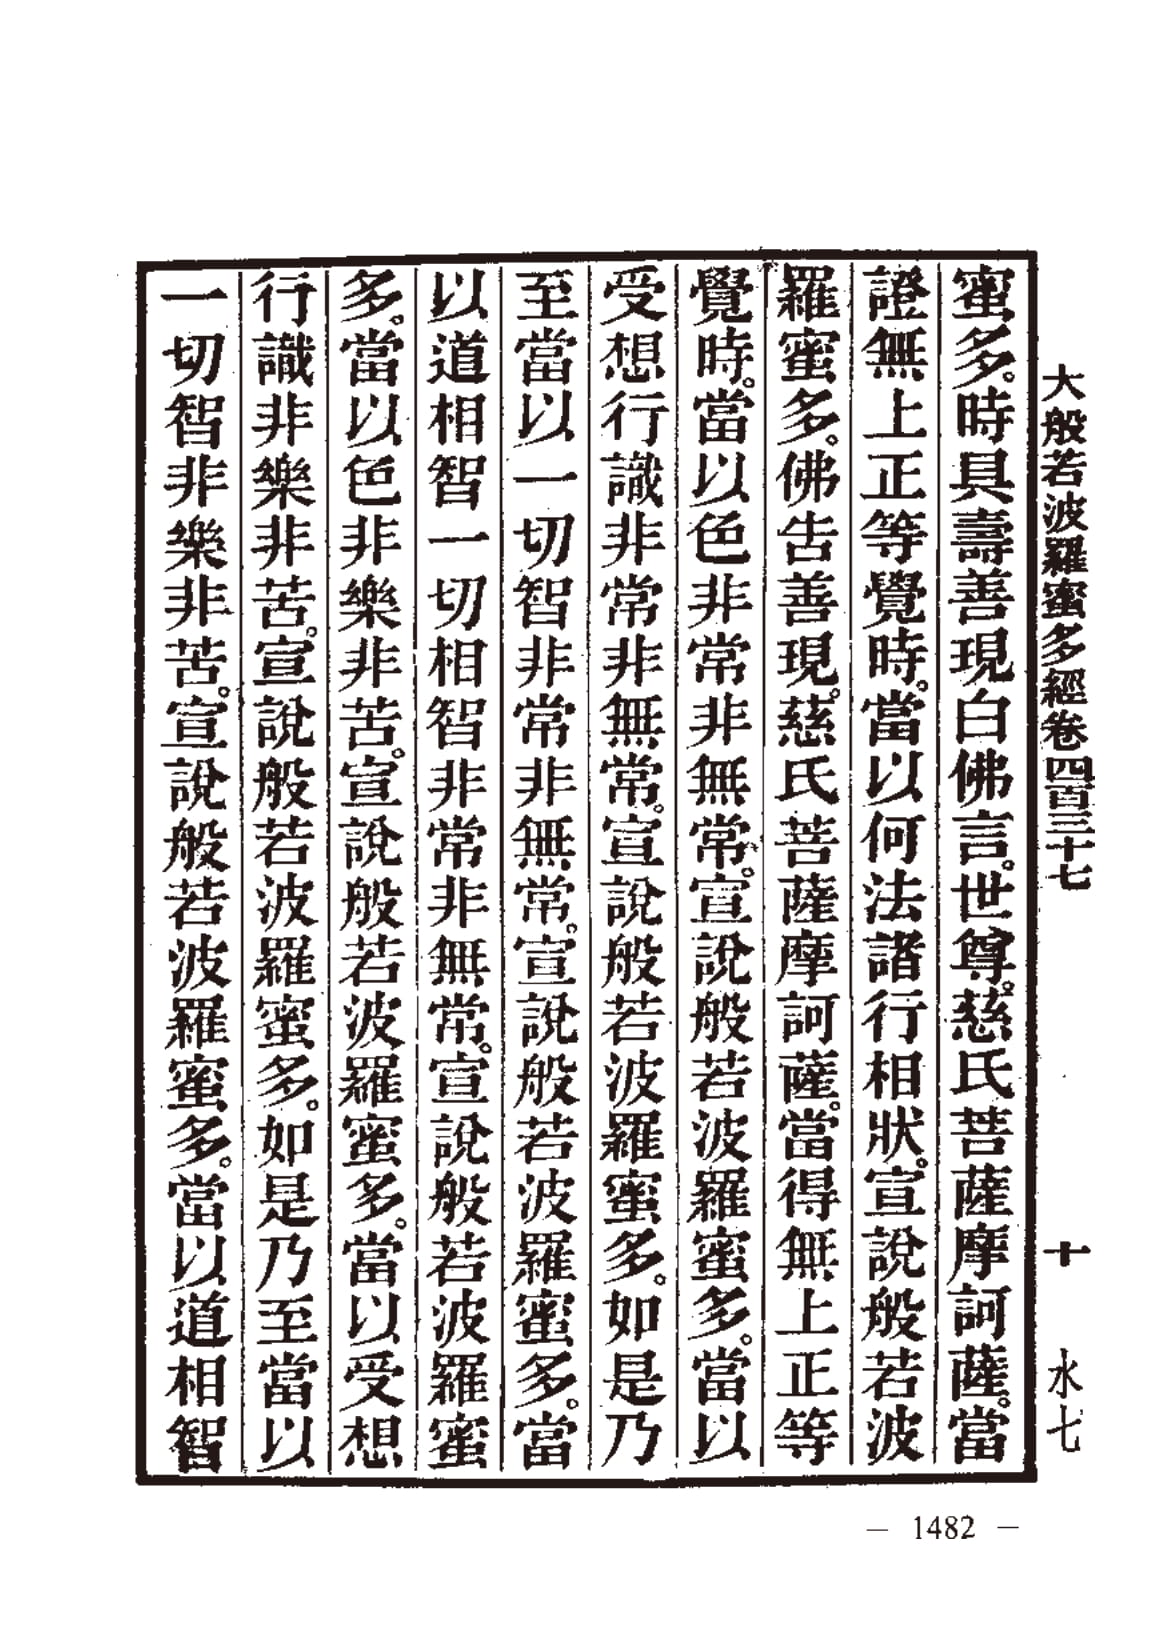 大般若波羅蜜多經卷四百三十七 十 水七
蜜多。時具壽善現白佛言。世尊。慈氏菩薩摩訶薩。當
證無上正等覺時。當以何法諸行相狀。宣說般若波
羅蜜多。佛告善現。慈氏菩薩摩訶薩。當得無上正等
覺時。當以色非常非無常。宣說般若波羅蜜多。當以
受想行識非常非無常。宣說般若波羅蜜多。如是乃
至當以一切智非常非無常。宣說般若波羅蜜多。當
以道相智一切相智非常非無常。宣說般若波羅蜜
多。當以色非樂非苦。宣說般若波羅蜜多。當以受想
行識非樂非苦。宣說般若波羅蜜多。如是乃至當以
一切智非樂非苦。宣說般若波羅蜜多。當以道相智
— 1482 —